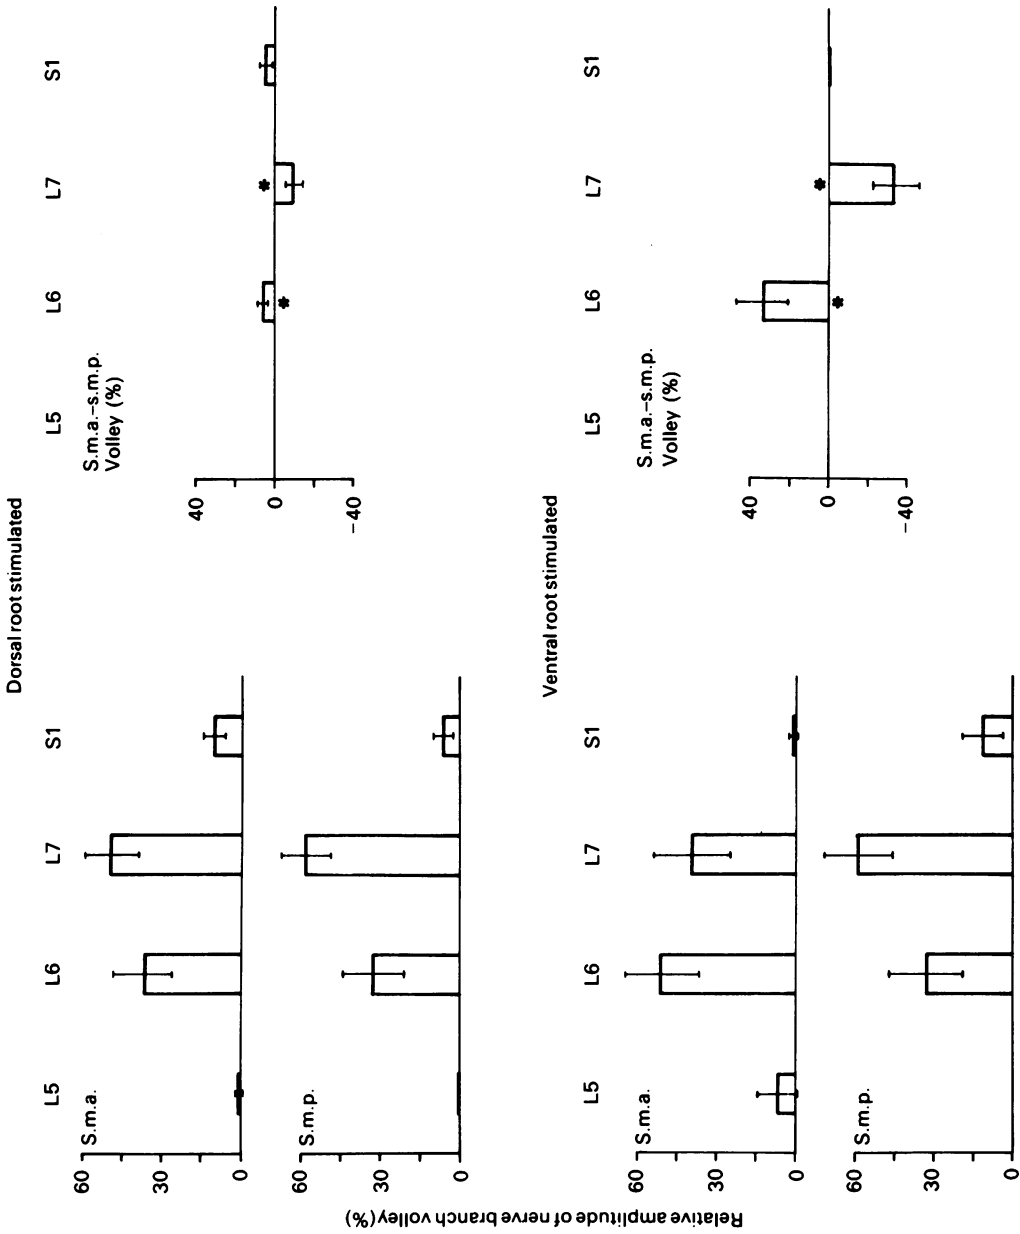 Dorsal root stimulated
L5 L6 L7 S1
S.m.a.
60
30
0
S.m.p.
60
30
0
L5 L6 L7 S1
S.m.a.–s.m.p.
Volley (%)
40
0
−40
*
*
Ventral root stimulated
L5 L6 L7 S1
S.m.a.
60
30
0
S.m.p.
60
30
0
L5 L6 L7 S1
S.m.a.–s.m.p.
Volley (%)
40
0
−40
*
*
Relative amplitude of nerve branch volley (%)